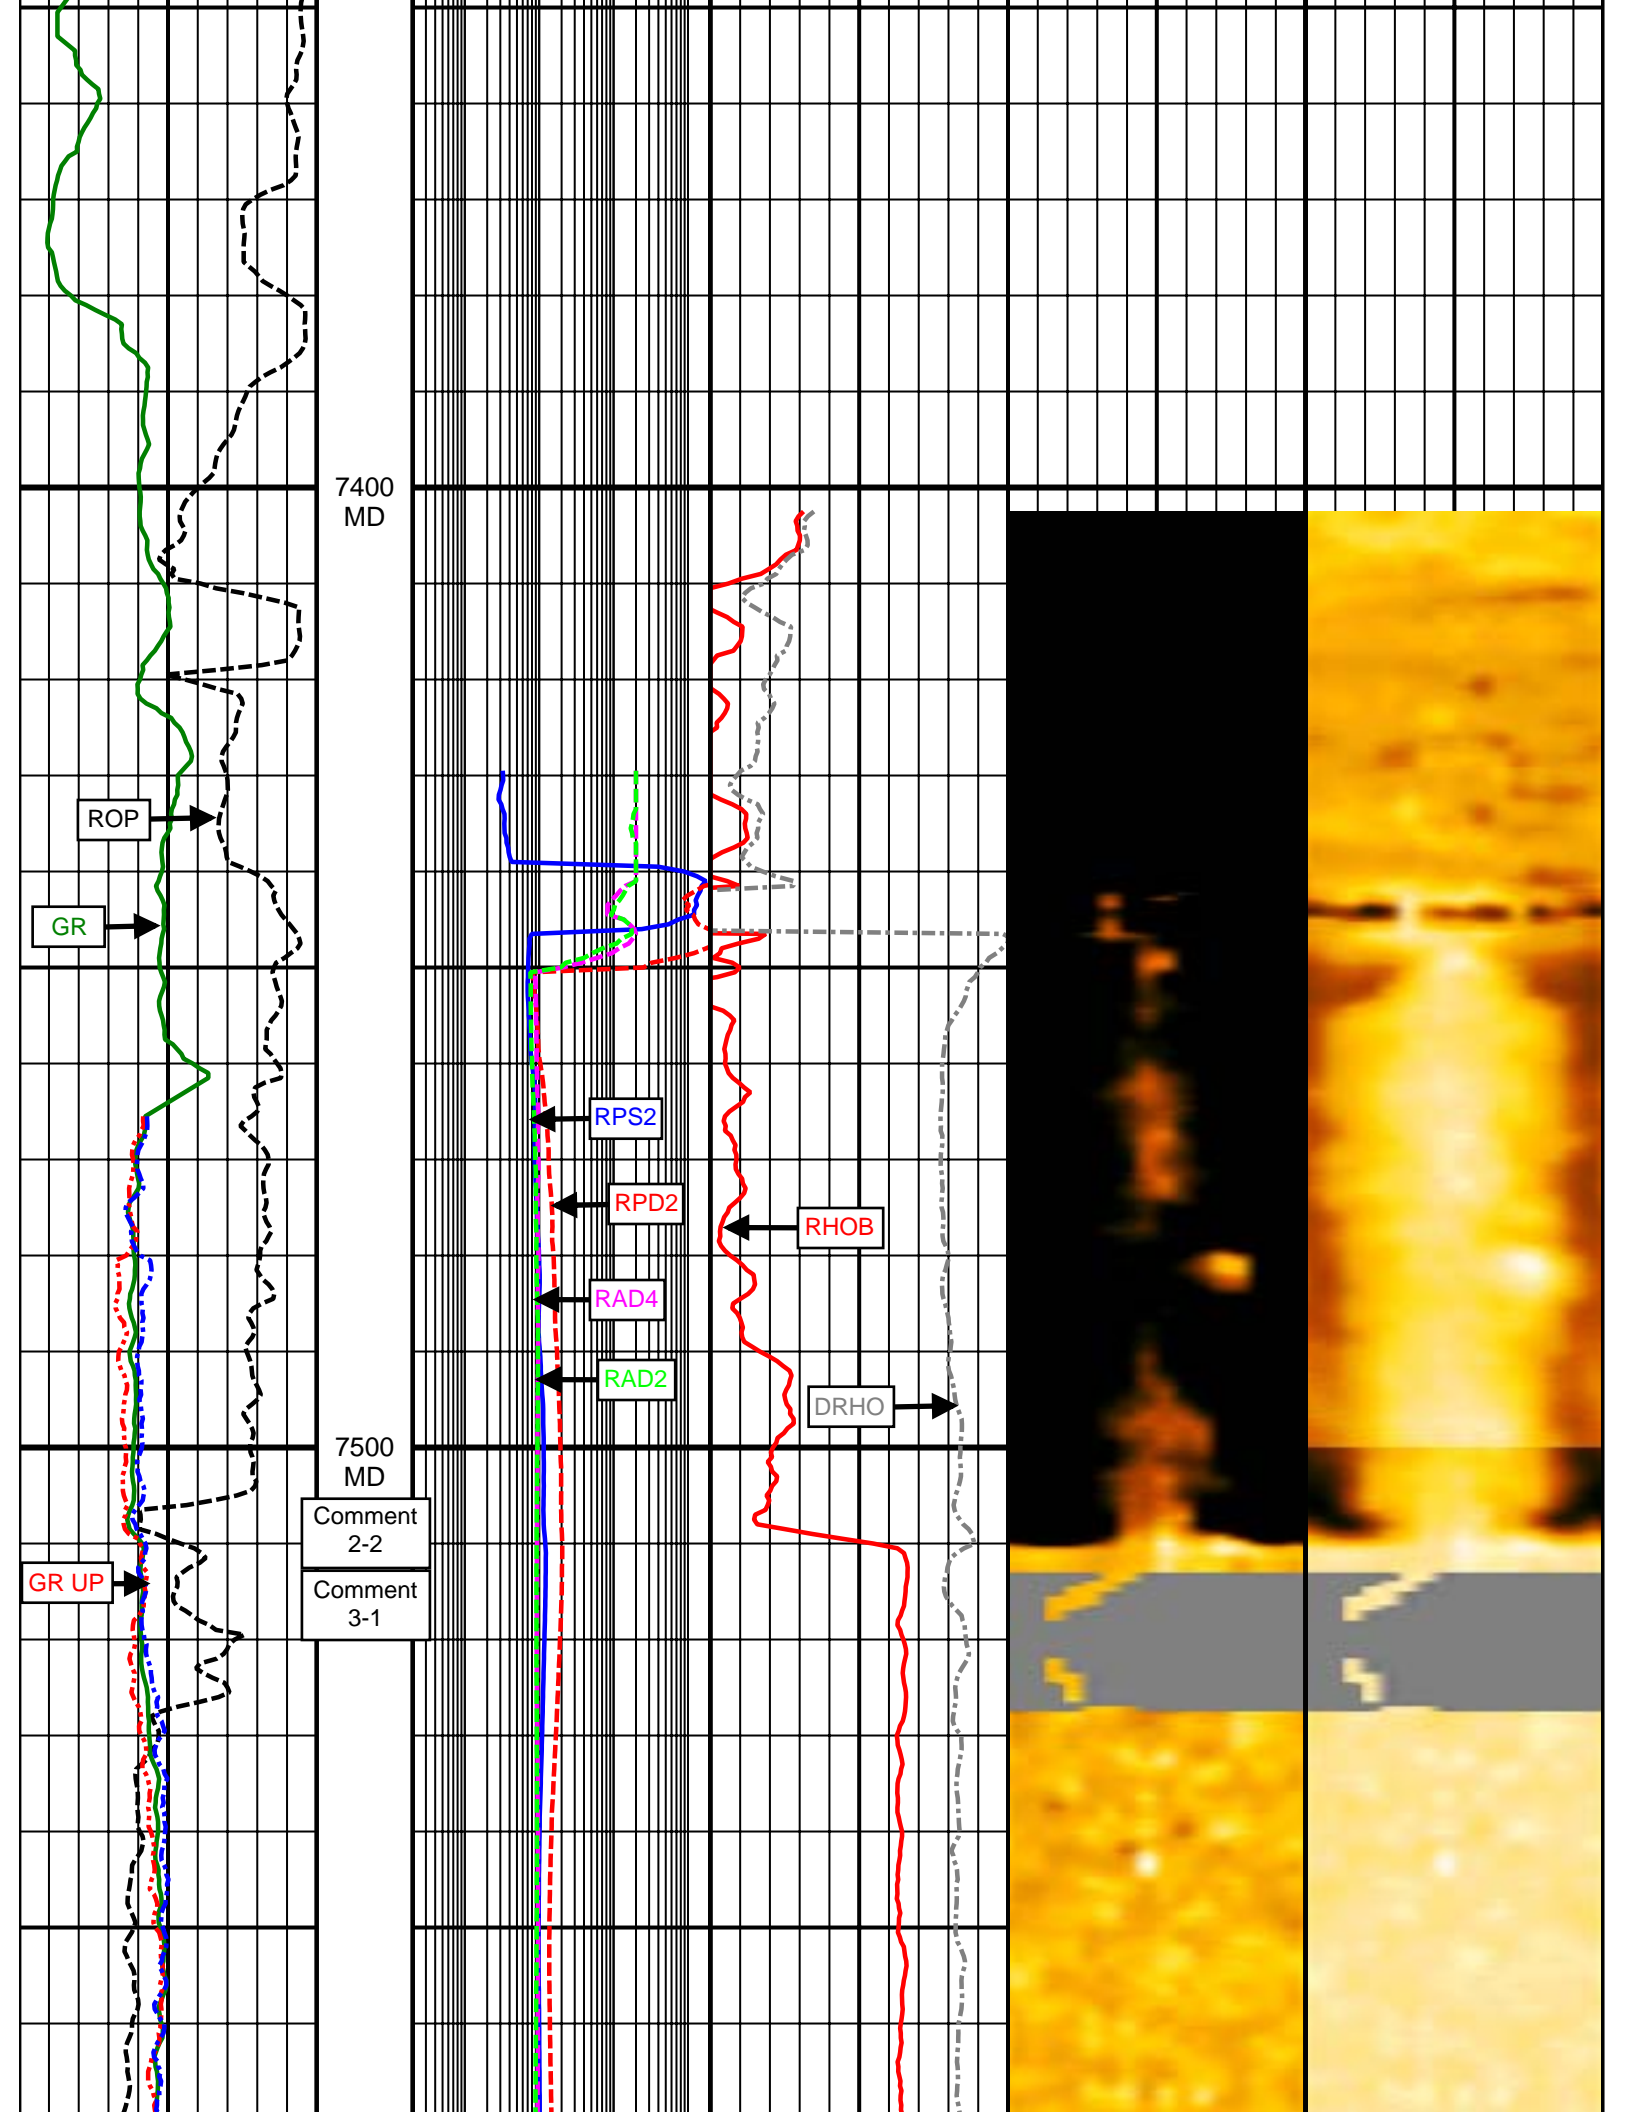 7400
MD
ROP
GR
RPS2
RPD2
RHOB
RAD4
RAD2
DRHO
7500
MD
Comment
2-2
GR UP
Comment
3-1